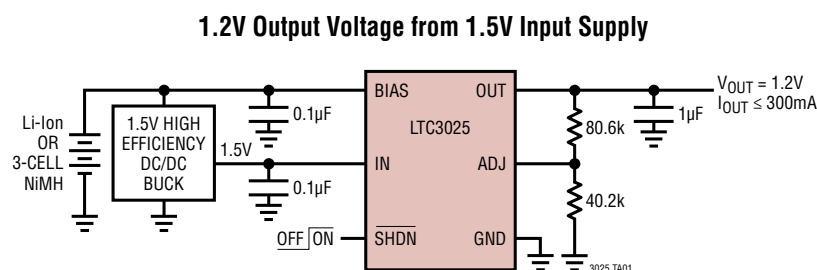 1.2V Output Voltage from 1.5V Input Supply
Li-Ion
OR
3-CELL
NiMH
1.5V HIGH
EFFICIENCY
DC/DC
BUCK
1.5V
0.1µF
0.1µF
OFF ON
BIAS
OUT
LTC3025
IN
ADJ
SHDN
GND
80.6k
40.2k
1µF
VOUT = 1.2V
IOUT ≤ 300mA
3025 TA01